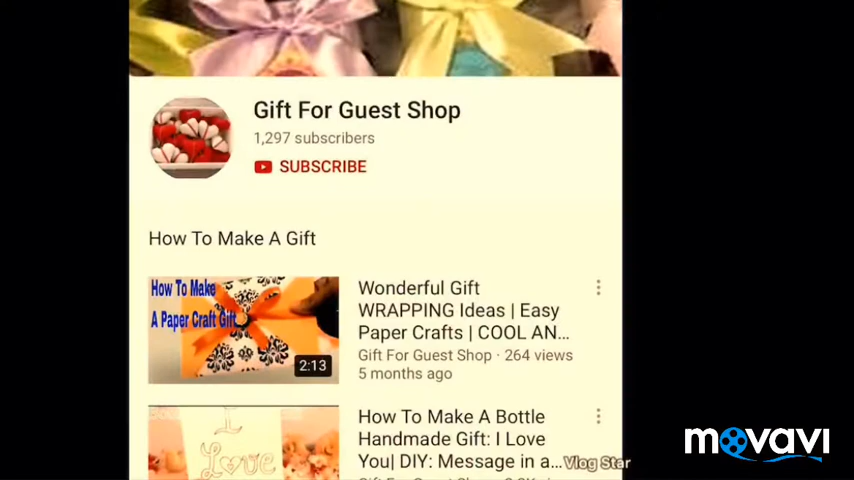 Gift For Guest Shop
1,297 subscribers
SUBSCRIBE
How To Make A Gift
How To Make
A Paper Craft Gift
2:13
Wonderful Gift
WRAPPING Ideas | Easy
Paper Crafts | COOL AN...
Gift For Guest Shop · 264 views
5 months ago
I
Love
How To Make A Bottle
Handmade Gift: I Love
You| DIY: Message in a...
Vlog Star
movavi